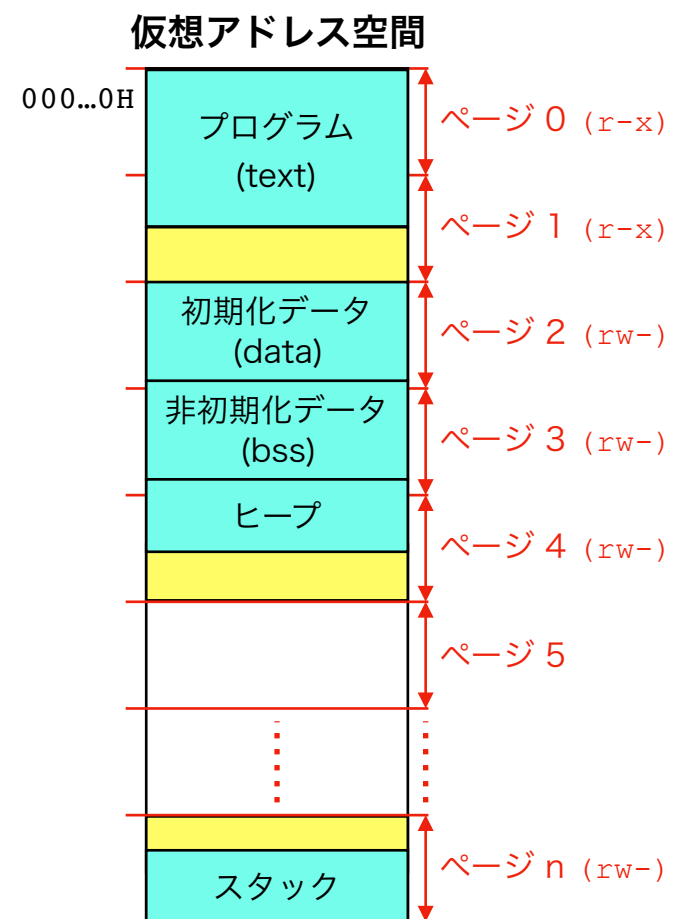 仮想アドレス空間
000…0H
プログラム
(text)
ページ 0 (r-x)
ページ 1 (r-x)
初期化データ
(data)
ページ 2 (rw-)
非初期化データ
(bss)
ページ 3 (rw-)
ヒープ
ページ 4 (rw-)
ページ 5
スタック
ページ n (rw-)